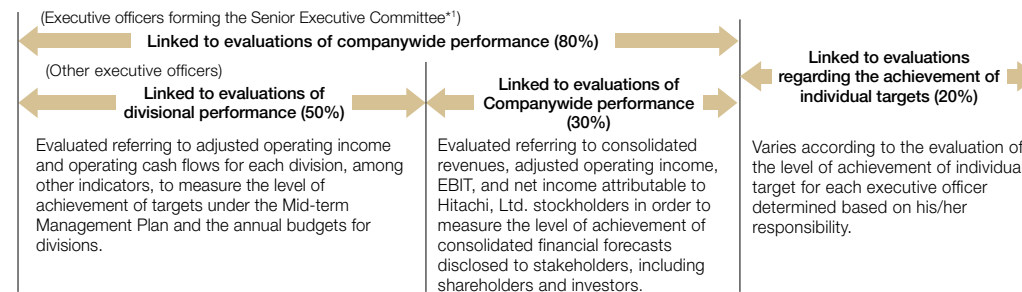 (Executive officers forming the Senior Executive Committee*1)
Linked to evaluations of companywide performance (80%)
(Other executive officers)
Linked to evaluations of
divisional performance (50%)
Evaluated referring to adjusted operating income
and operating cash flows for each division, among
other indicators, to measure the level of
achievement of targets under the Mid-term
Management Plan and the annual budgets for
divisions.
Linked to evaluations of
Companywide performance
(30%)
Evaluated referring to consolidated
revenues, adjusted operating income,
EBIT, and net income attributable to
Hitachi, Ltd. stockholders in order to
measure the level of achievement of
consolidated financial forecasts
disclosed to stakeholders, including
shareholders and investors.
Linked to evaluations
regarding the achievement of
individual targets (20%)
Varies according to the evaluation of
the level of achievement of individua
target for each executive officer
determined based on his/her
responsibility.